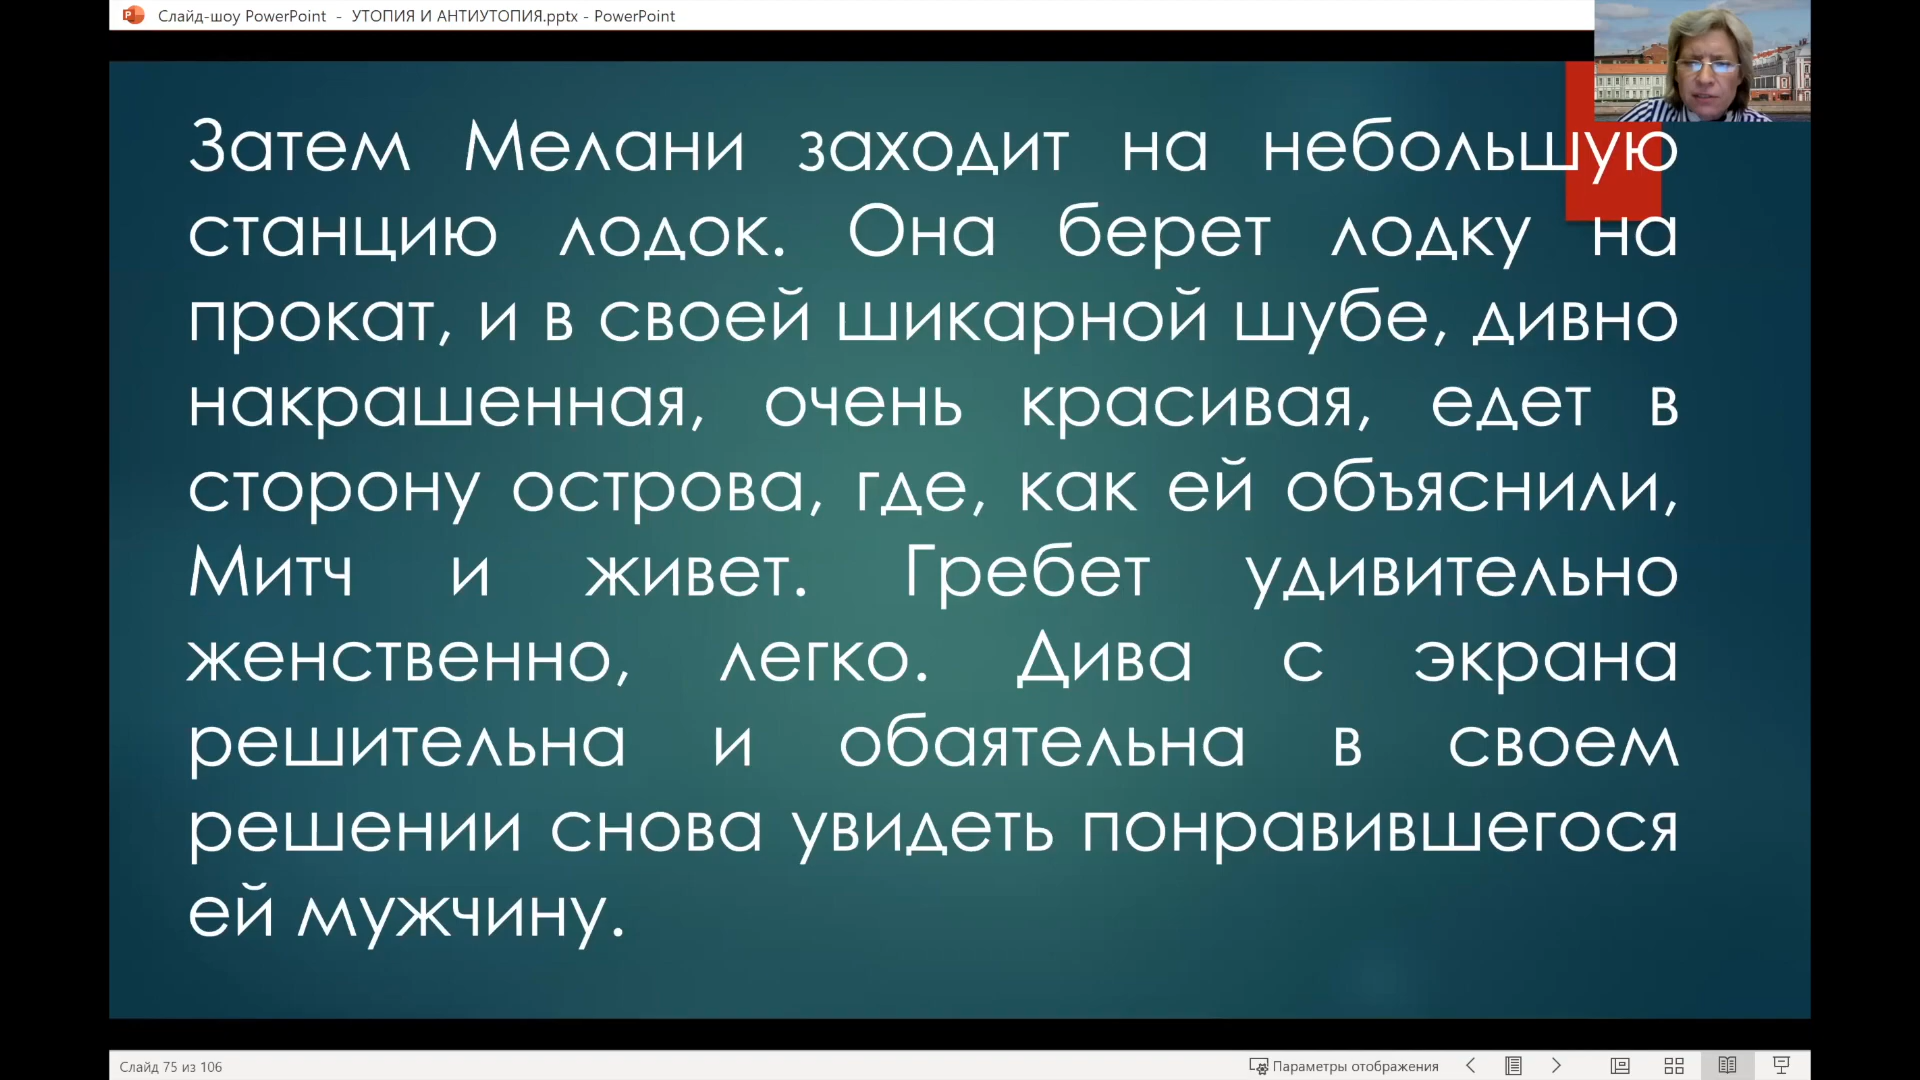 Слайд-шоу PowerPoint - УТОПИЯ И АНТИУТОПИЯ.pptx - PowerPoint
Затем Мелани заходит на небольшую
станцию лодок. Она берет лодку на
прокат, и в своей шикарной шубе, дивно
накрашенная, очень красивая, едет в
сторону острова, где, как ей объяснили,
Митч и живет. Гребет удивительно
женственно, легко. Дива с экрана
решительна и обаятельна в своем
решении снова увидеть понравившегося
ей мужчину.
Слайд 75 из 106
Параметры отображения